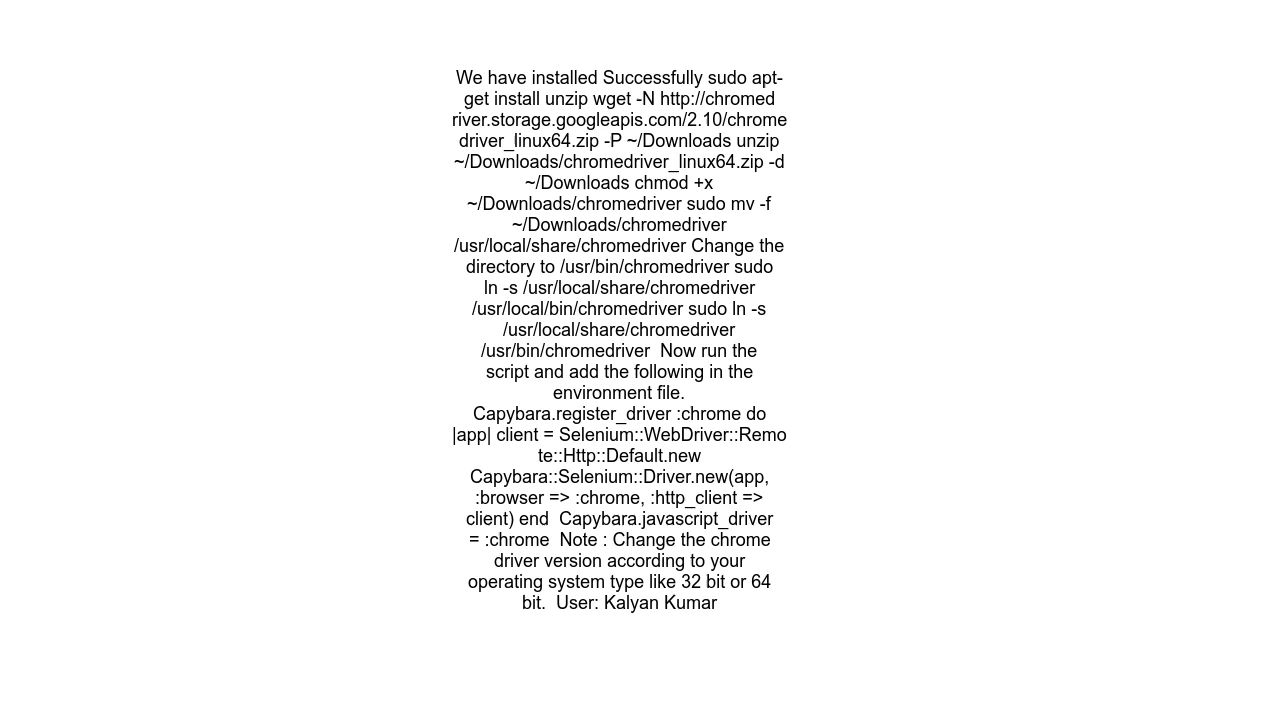 We have installed Successfully sudo apt-
get install unzip wget -N http://chromed
river.storage.googleapis.com/2.10/chrome
driver_linux64.zip -P ~/Downloads unzip
~/Downloads/chromedriver_linux64.zip -d
~/Downloads chmod +x
~/Downloads/chromedriver sudo mv -f
~/Downloads/chromedriver
/usr/local/share/chromedriver Change the
directory to /usr/bin/chromedriver sudo
ln -s /usr/local/share/chromedriver
/usr/local/bin/chromedriver sudo ln -s
/usr/local/share/chromedriver
/usr/bin/chromedriver  Now run the
script and add the following in the
environment file.
Capybara.register_driver :chrome do
|app| client = Selenium::WebDriver::Remo
te::Http::Default.new
Capybara::Selenium::Driver.new(app,
:browser => :chrome, :http_client =>
client) end  Capybara.javascript_driver
= :chrome  Note : Change the chrome
driver version according to your
operating system type like 32 bit or 64
bit.  User: Kalyan Kumar